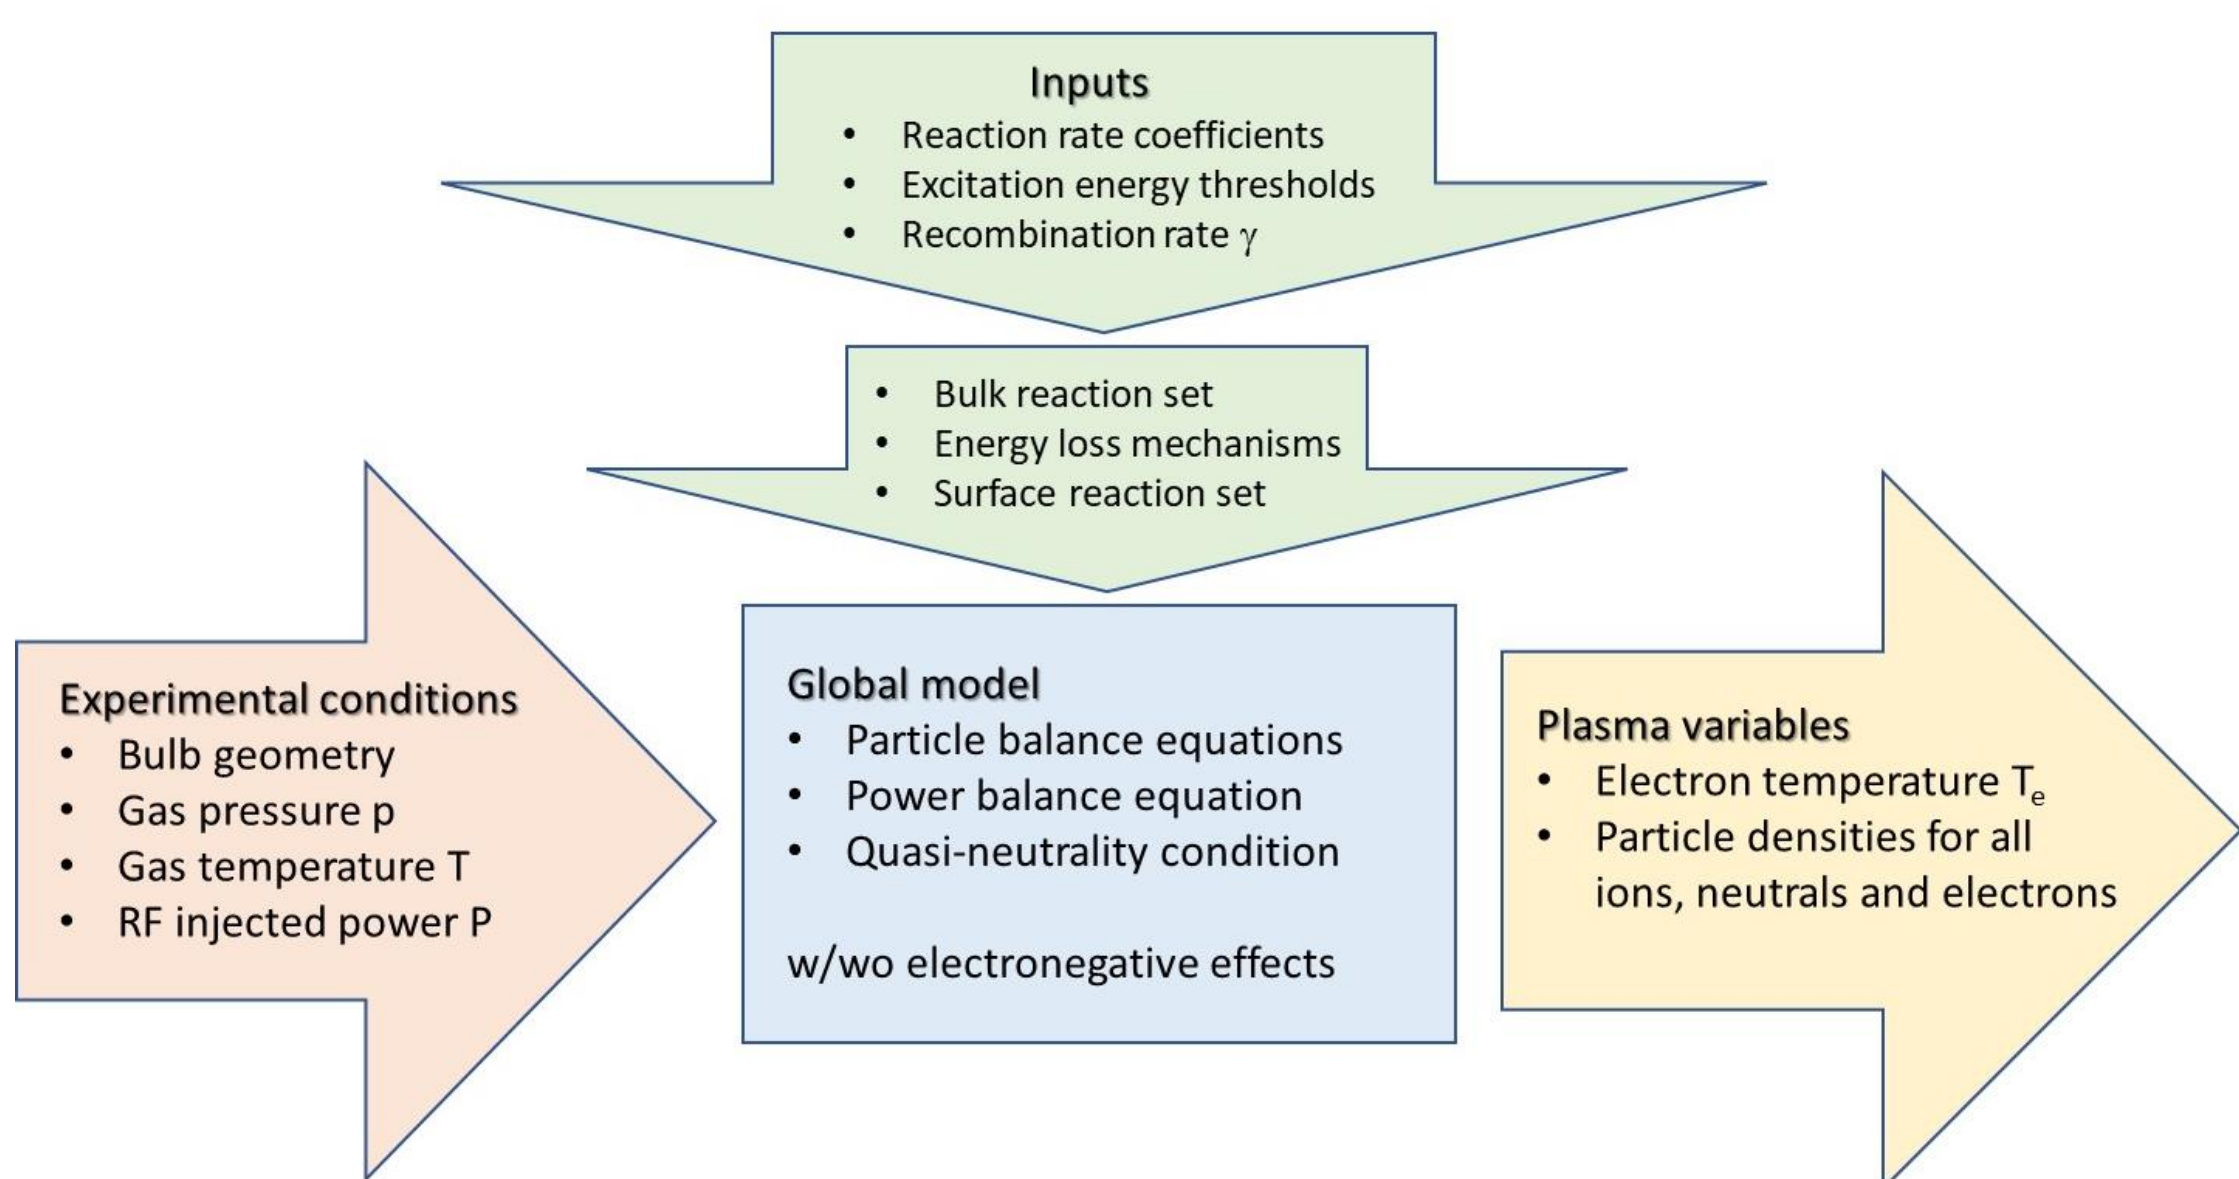 Inputs
• Reaction rate coefficients
• Excitation energy thresholds
• Recombination rate γ
• Bulk reaction set
• Energy loss mechanisms
• Surface reaction set
Experimental conditions
• Bulb geometry
• Gas pressure p
• Gas temperature T
• RF injected power P
Global model
• Particle balance equations
• Power balance equation
• Quasi-neutrality condition
w/wo electronegative effects
Plasma variables
• Electron temperature Te
• Particle densities for all
ions, neutrals and electrons